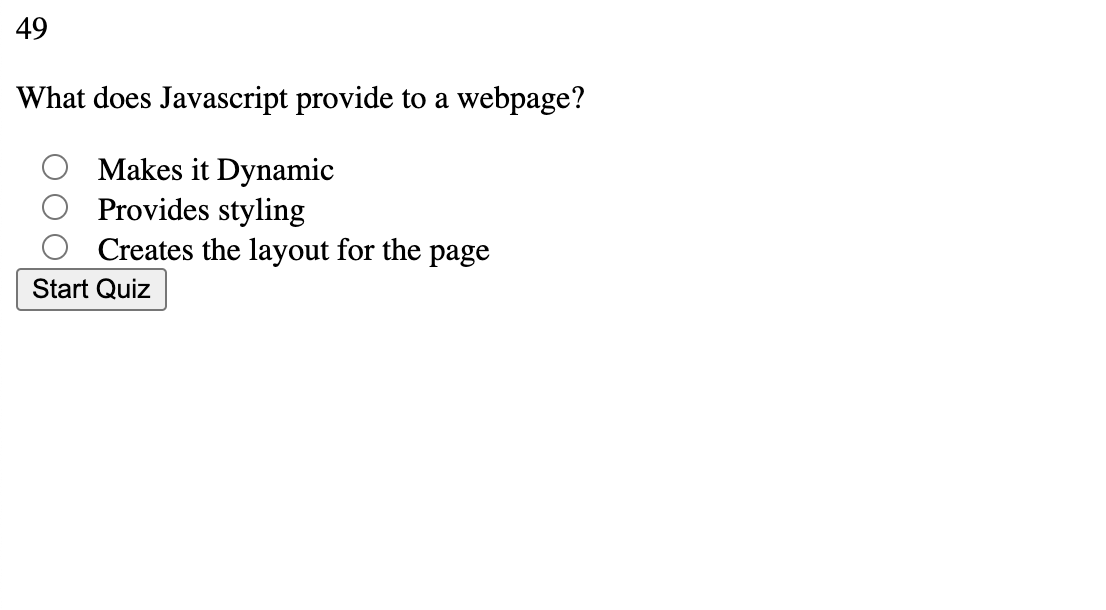 49
What does Javascript provide to a webpage?
Makes it Dynamic
Provides styling
Creates the layout for the page
Start Quiz